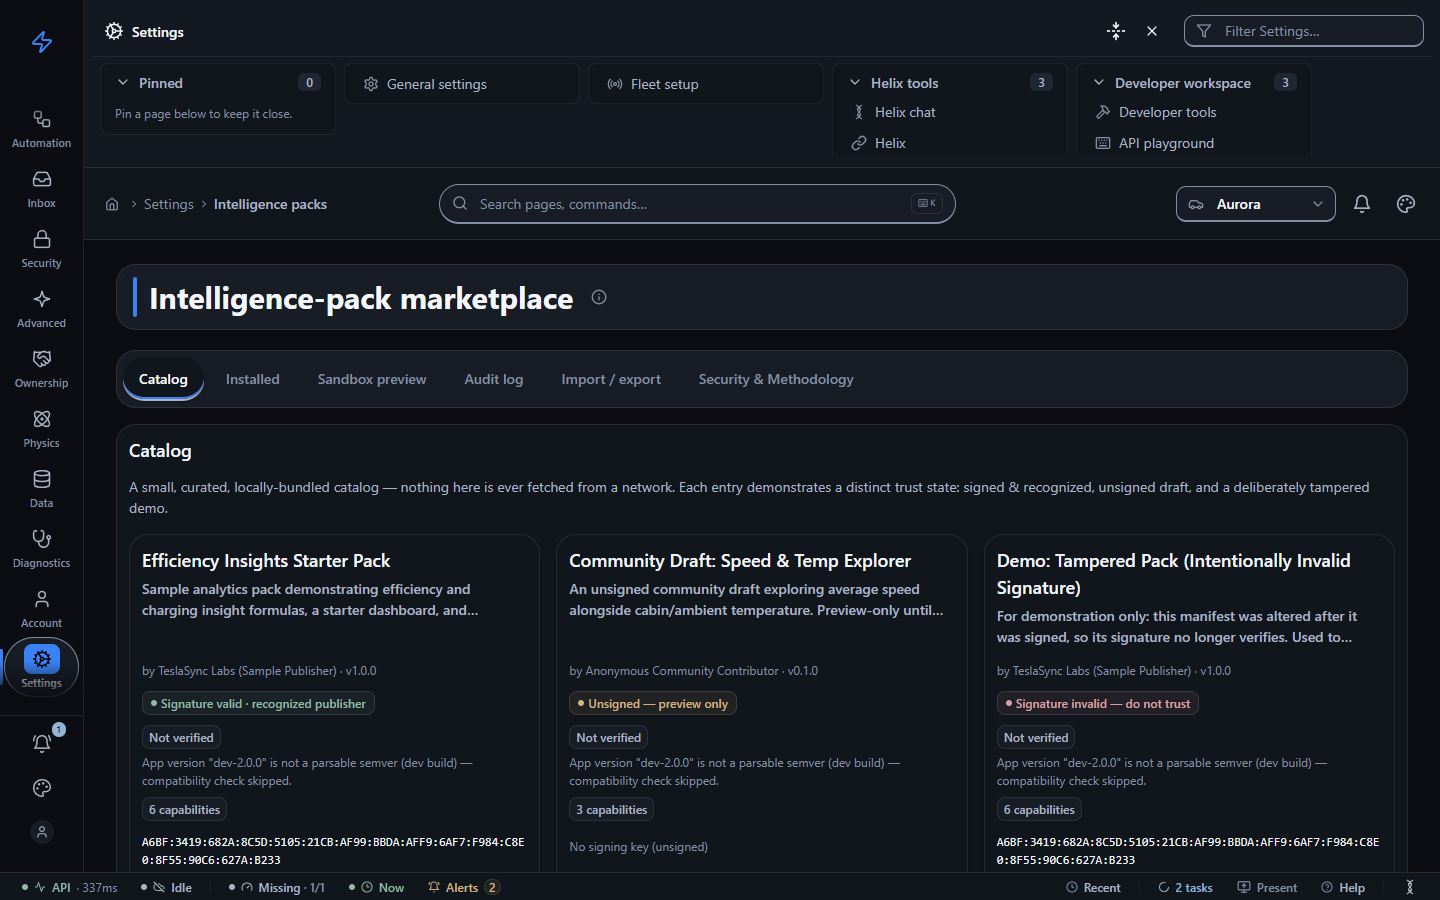 Settings
Filter Settings...
Pinned
0
Pin a page below to keep it close.
General settings
Fleet setup
Helix tools
3
Helix chat
Helix
Developer workspace
3
Developer tools
API playground
Automation
Inbox
Security
Advanced
Ownership
Physics
Data
Diagnostics
Account
Settings
1
Settings
Intelligence packs
Search pages, commands...
K
Aurora
Intelligence-pack marketplace
Catalog
Installed
Sandbox preview
Audit log
Import / export
Security & Methodology
Catalog
A small, curated, locally-bundled catalog — nothing here is ever fetched from a network. Each entry demonstrates a distinct trust state: signed & recognized, unsigned draft, and a deliberately tampered
demo.
Efficiency Insights Starter Pack
Sample analytics pack demonstrating efficiency and
charging insight formulas, a starter dashboard, and...
by TeslaSync Labs (Sample Publisher) · v1.0.0
Signature valid · recognized publisher
Not verified
App version "dev-2.0.0" is not a parsable semver (dev build) —
compatibility check skipped.
6 capabilities
A6BF:3419:682A:8C5D:5105:21CB:AF99:BBDA:AFF9:6AF7:F984:C8E
0:8F55:90C6:627A:B233
Community Draft: Speed & Temp Explorer
An unsigned community draft exploring average speed
alongside cabin/ambient temperature. Preview-only until...
by Anonymous Community Contributor · v0.1.0
Unsigned — preview only
Not verified
App version "dev-2.0.0" is not a parsable semver (dev build) —
compatibility check skipped.
3 capabilities
No signing key (unsigned)
Demo: Tampered Pack (Intentionally Invalid
Signature)
For demonstration only: this manifest was altered after it
was signed, so its signature no longer verifies. Used to...
by TeslaSync Labs (Sample Publisher) · v1.0.0
Signature invalid — do not trust
Not verified
App version "dev-2.0.0" is not a parsable semver (dev build) —
compatibility check skipped.
6 capabilities
A6BF:3419:682A:8C5D:5105:21CB:AF99:BBDA:AFF9:6AF7:F984:C8E
0:8F55:90C6:627A:B233
API · 337ms
Idle
Missing · 1/1
Now
Alerts 2
Recent
2 tasks
Present
Help